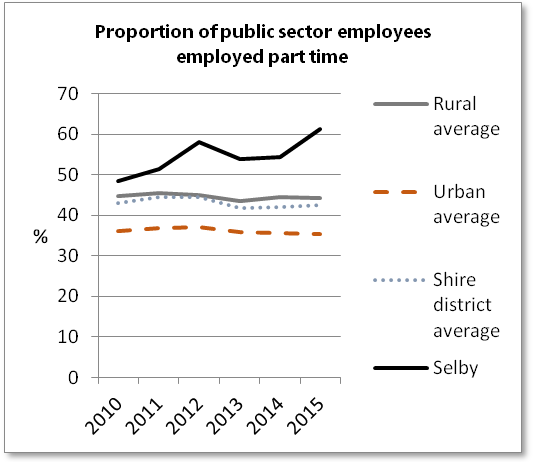 Proportion of public sector employees
employed part time
70
60
50
40
30
20
10
0
%
2010
2011
2012
2013
2014
2015
Rural
average
Urban
average
Shire
district
average
Selby